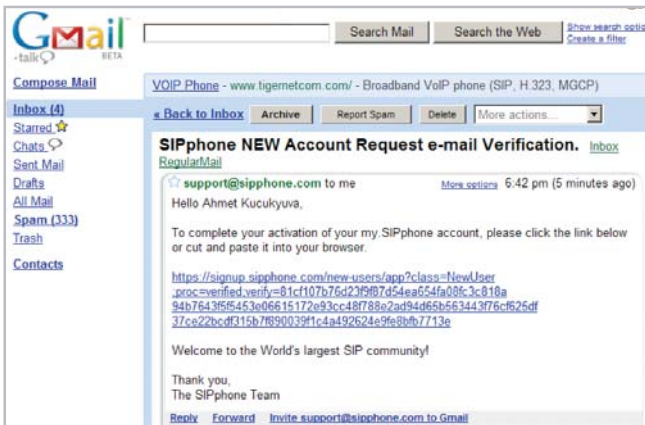 Gmail
-talk BETA
Search Mail Search the Web Show search optio
Create a filter
Compose Mail
Inbox (4)
Starred
Chats
Sent Mail
Drafts
All Mail
Spam (333)
Trash
Contacts
VOIP Phone - www.tigernetcom.com/ - Broadband VoIP phone (SIP, H.323, MGCP)
« Back to Inbox Archive Report Spam Delete More actions...
SIPphone NEW Account Request e-mail Verification. Inbox
RegularMail
support@sipphone.com to me More options 6:42 pm (5 minutes ago)
Hello Ahmet Kucukyuva,
To complete your activation of your my.SIPphone account, please click the link below
or cut and paste it into your browser.
https://signup.sipphone.com/new-users/app?class=NewUser
;proc=verified;verify=81cf107b76d23f9f87d54ea654fa08fc3c818a
94b7643f5f5453e06615172e93cc48f788e2ad94d65b563443f76cf625df
37ce22bcdf315b7f890039f1c4a492624e9fe8bfb7713e
Welcome to the World's largest SIP community!
Thank you,
The SIPphone Team
Reply Forward Invite support@sipphone.com to Gmail